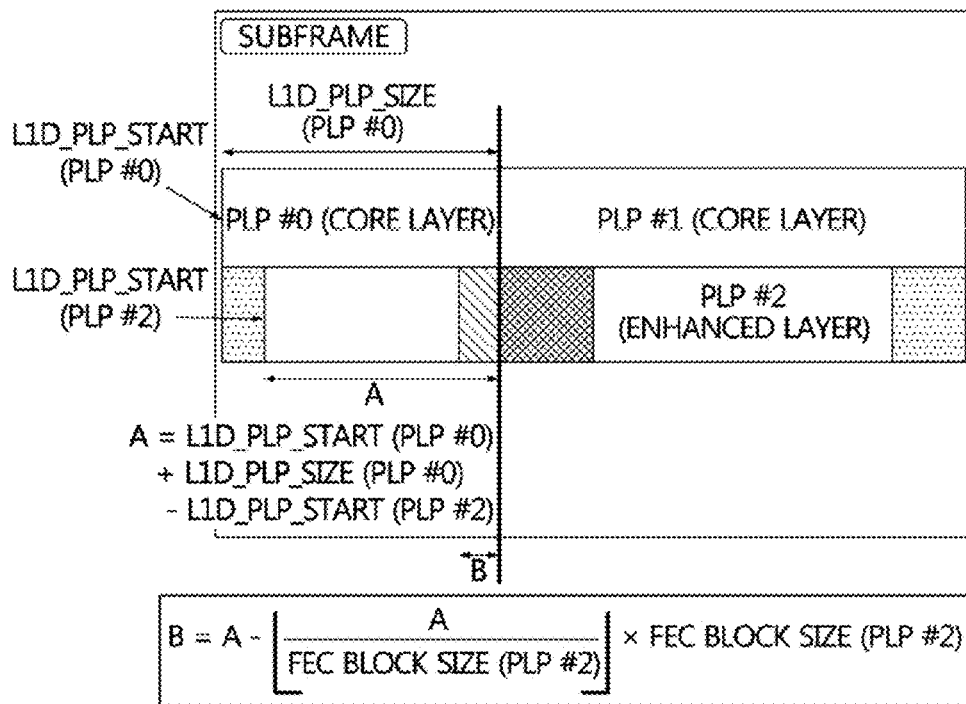 SUBFRAME
L1D_PLP_SIZE
(PLP #0)
L1D_PLP_START
(PLP #0)
PLP #0 (CORE LAYER)
PLP #1 (CORE LAYER)
L1D_PLP_START
(PLP #2)
PLP #2
(ENHANCED LAYER)
A
A = L1D_PLP_START (PLP #0)
+ L1D_PLP_SIZE (PLP #0)
- L1D_PLP_START (PLP #2)
B
B = A - ⌊ A / FEC BLOCK SIZE (PLP #2) ⌋ × FEC BLOCK SIZE (PLP #2)